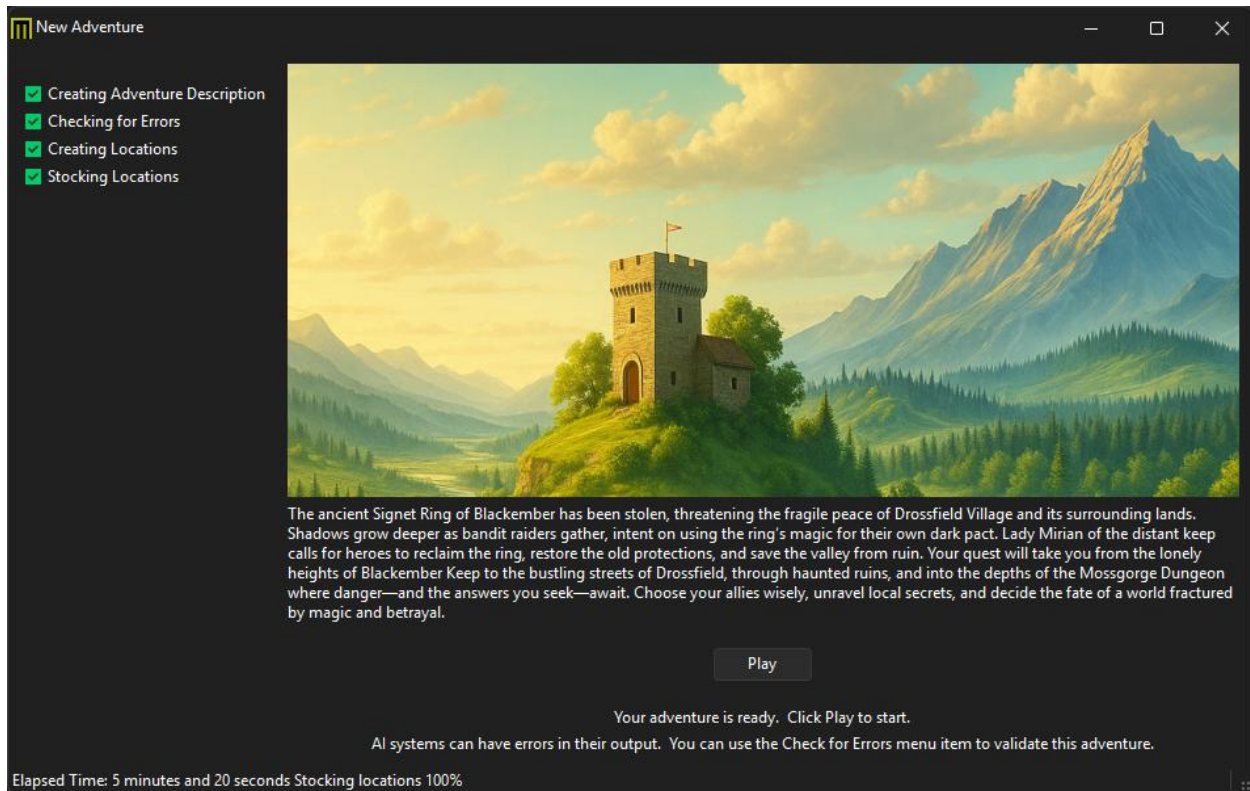 New Adventure
Creating Adventure Description
Checking for Errors
Creating Locations
Stocking Locations
The ancient Signet Ring of Blackember has been stolen, threatening the fragile peace of Drossfield Village and its surrounding lands.
Shadows grow deeper as bandit raiders gather, intent on using the ring's magic for their own dark pact. Lady Mirian of the distant keep
calls for heroes to reclaim the ring, restore the old protections, and save the valley from ruin. Your quest will take you from the lonely
heights of Blackember Keep to the bustling streets of Drossfield, through haunted ruins, and into the depths of the Mossgorge Dungeon
where danger—and the answers you seek—await. Choose your allies wisely, unravel local secrets, and decide the fate of a world fractured
by magic and betrayal.
Play
Your adventure is ready.  Click Play to start.
AI systems can have errors in their output.  You can use the Check for Errors menu item to validate this adventure.
Elapsed Time: 5 minutes and 20 seconds Stocking locations 100%